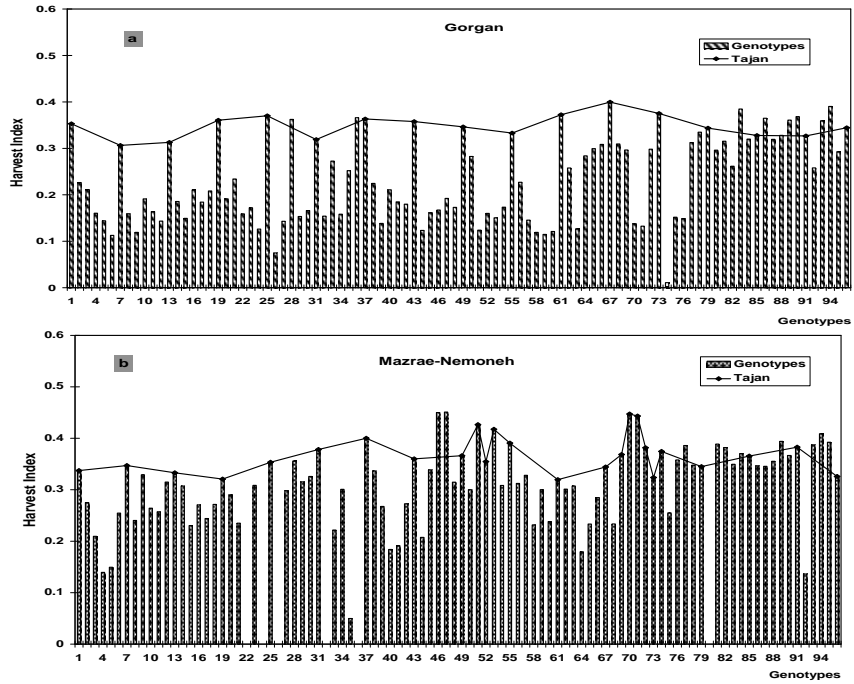 Gorgan
a
Genotypes
Tajan
Harvest Index
0.6
0.5
0.4
0.3
0.2
0.1
0
1 4 7 10 13 16 19 22 25 28 31 34 37 40 43 46 49 52 55 58 61 64 67 70 73 76 79 82 85 88 91 94
Genotypes
Mazrae-Nemoneh
b
Genotypes
Tajan
Harvest Index
0.6
0.5
0.4
0.3
0.2
0.1
0
1 4 7 10 13 16 19 22 25 28 31 34 37 40 43 46 49 52 55 58 61 64 67 70 73 76 79 82 85 88 91 94
Genotypes